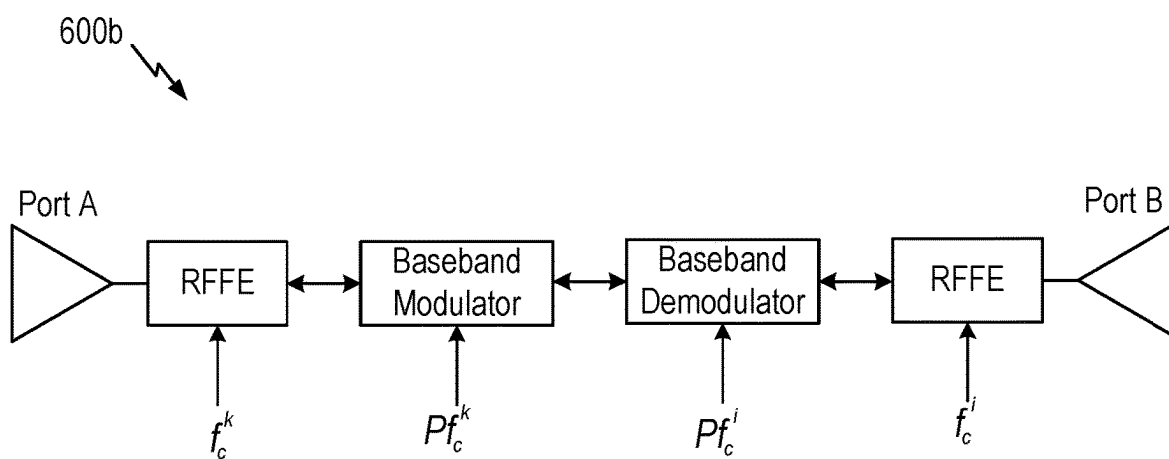 600b
Port A
Port B
RFFE
Baseband
Modulator
Baseband
Demodulator
RFFE
f_c^k
Pf_c^k
Pf_c^i
f_c^i